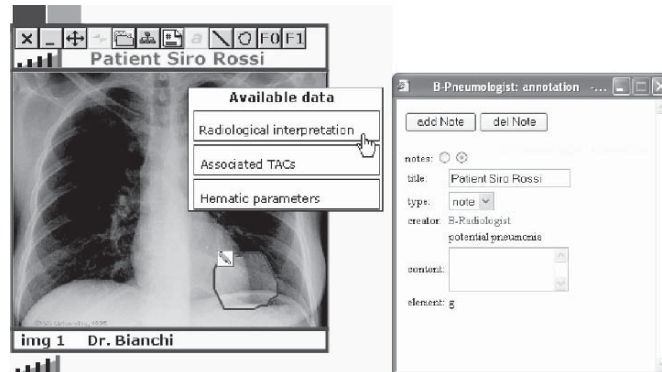 a
F0 F1
Patient Siro Rossi
Available data
Radiological interpretation
Associated TACs
Hematic parameters
img 1 Dr. Bianchi
B-Pneumologist: annotation -...
add Note del Note
notes:
title: Patient Siro Rossi
type: note
creator: B-Radiologist
potential pneumonia
content:
element: g